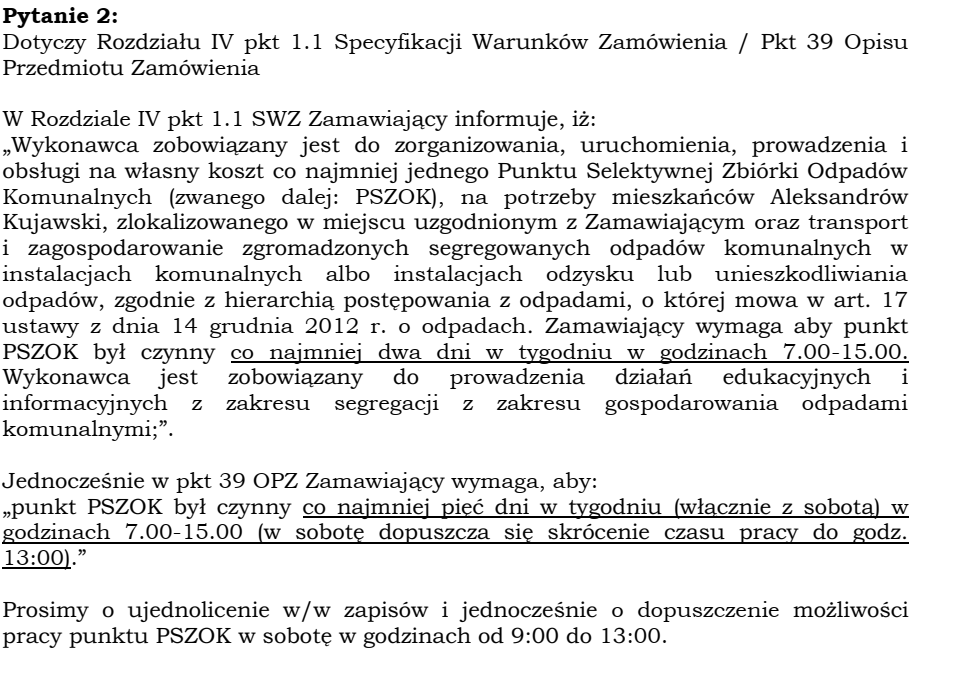 Pytanie 2:
Dotyczy Rozdziału IV pkt 1.1 Specyfikacji Warunków Zamówienia / Pkt 39 Opisu
Przedmiotu Zamówienia
W Rozdziale IV pkt 1.1 SWZ Zamawiający informuje, iż:
„Wykonawca zobowiązany jest do zorganizowania, uruchomienia, prowadzenia i
obsługi na własny koszt co najmniej jednego Punktu Selektywnej Zbiórki Odpadów
Komunalnych (zwanego dalej: PSZOK), na potrzeby mieszkańców Aleksandrów
Kujawski, zlokalizowanego w miejscu uzgodnionym z Zamawiającym oraz transport
i zagospodarowanie zgromadzonych segregowanych odpadów komunalnych w
instalacjach komunalnych albo instalacjach odzysku lub unieszkodliwiania
odpadów, zgodnie z hierarchią postępowania z odpadami, o której mowa w art. 17
ustawy z dnia 14 grudnia 2012 r. o odpadach. Zamawiający wymaga aby punkt
PSZOK był czynny co najmniej dwa dni w tygodniu w godzinach 7.00-15.00.
Wykonawca jest zobowiązany do prowadzenia działań edukacyjnych i
informacyjnych z zakresu segregacji z zakresu gospodarowania odpadami
komunalnymi;”.
Jednocześnie w pkt 39 OPZ Zamawiający wymaga, aby:
„punkt PSZOK był czynny co najmniej pięć dni w tygodniu (włącznie z sobotą) w
godzinach 7.00-15.00 (w sobotę dopuszcza się skrócenie czasu pracy do godz.
13:00).”
Prosimy o ujednolicenie w/w zapisów i jednocześnie o dopuszczenie możliwości
pracy punktu PSZOK w sobotę w godzinach od 9:00 do 13:00.